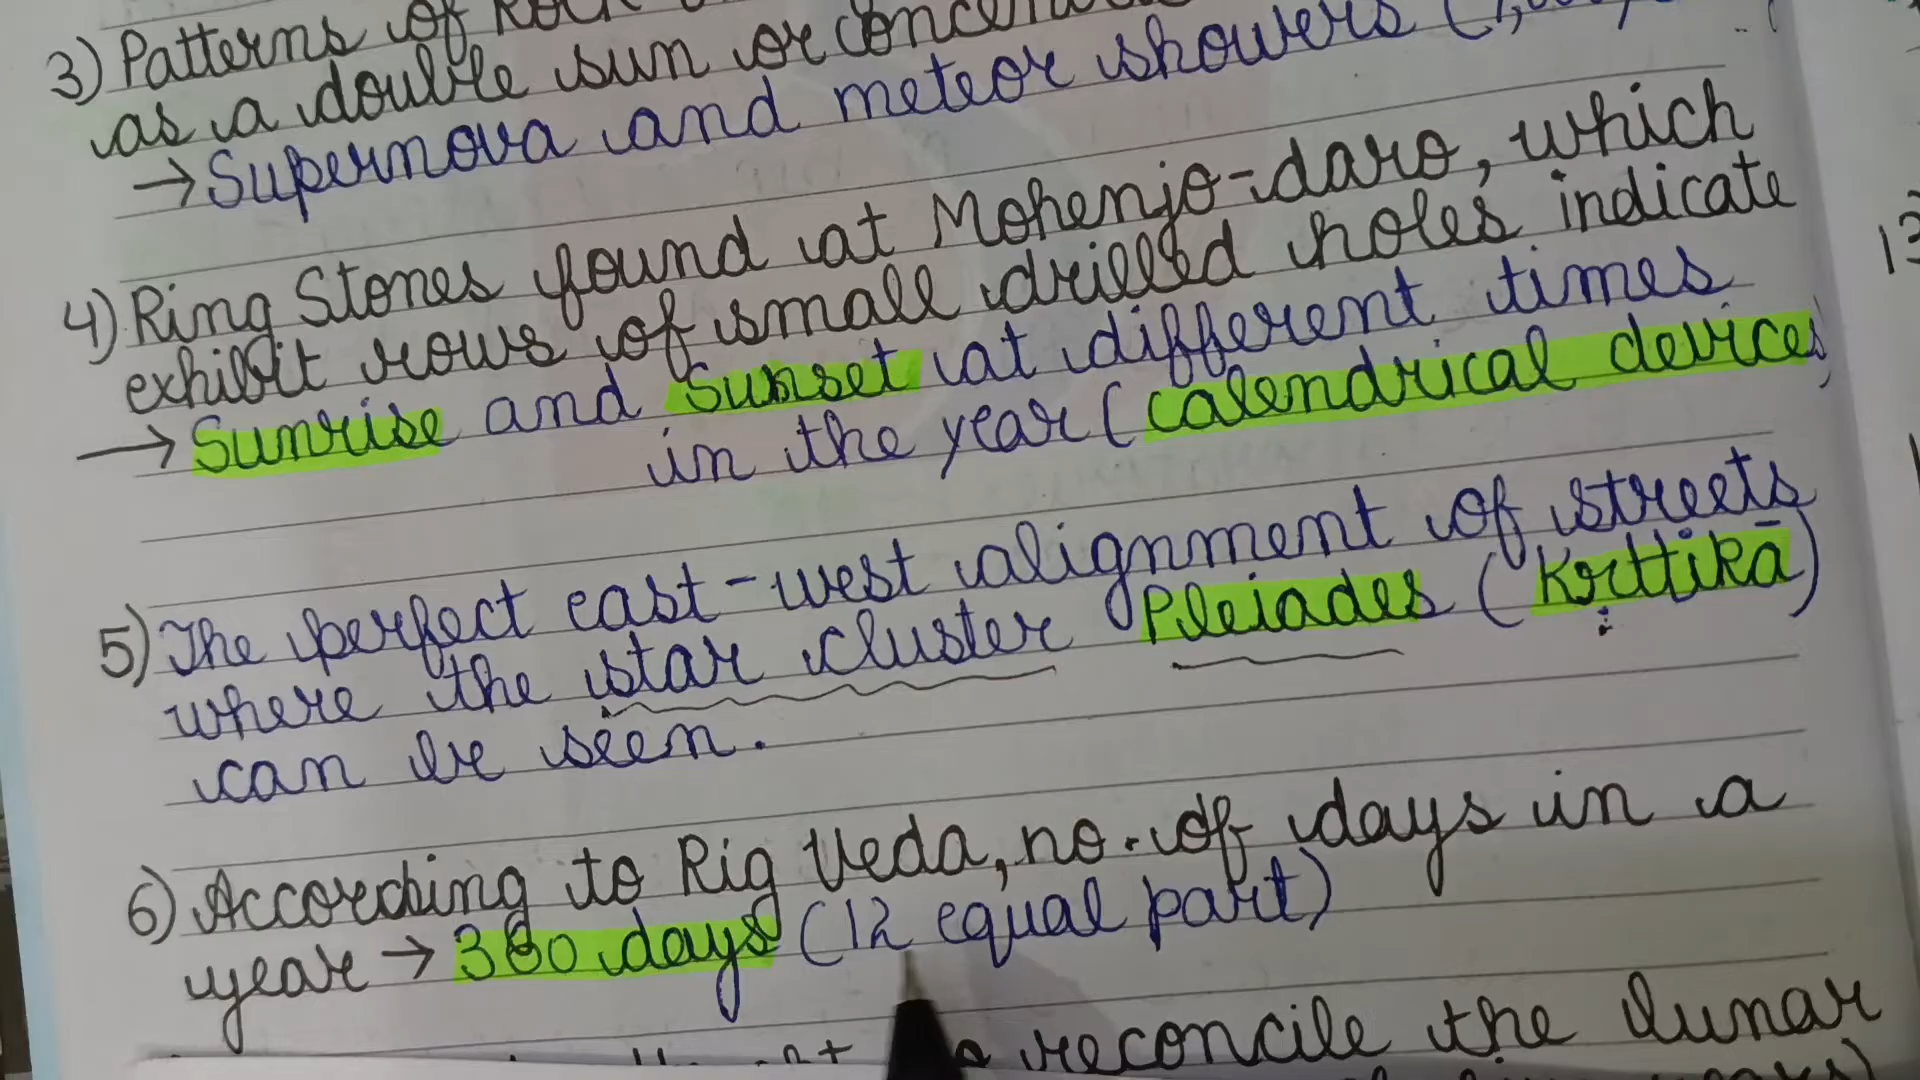 3) Patterns of Rock
as a double sun or
→ Supernova and meteor showers
4) Ring Stones found at Mohenjo-daro, which
exhibit rows of small drilled holes indicate
→ Sunrise and Sunset at different times
in the year (calendrical devices)
5) The perfect east-west alignment of streets
where the star cluster Pleiades (Kṛttikā)
can be seen.
6) According to Rig Veda, no. of days in a
year → 360 days (12 equal part)
reconcile the lunar
13